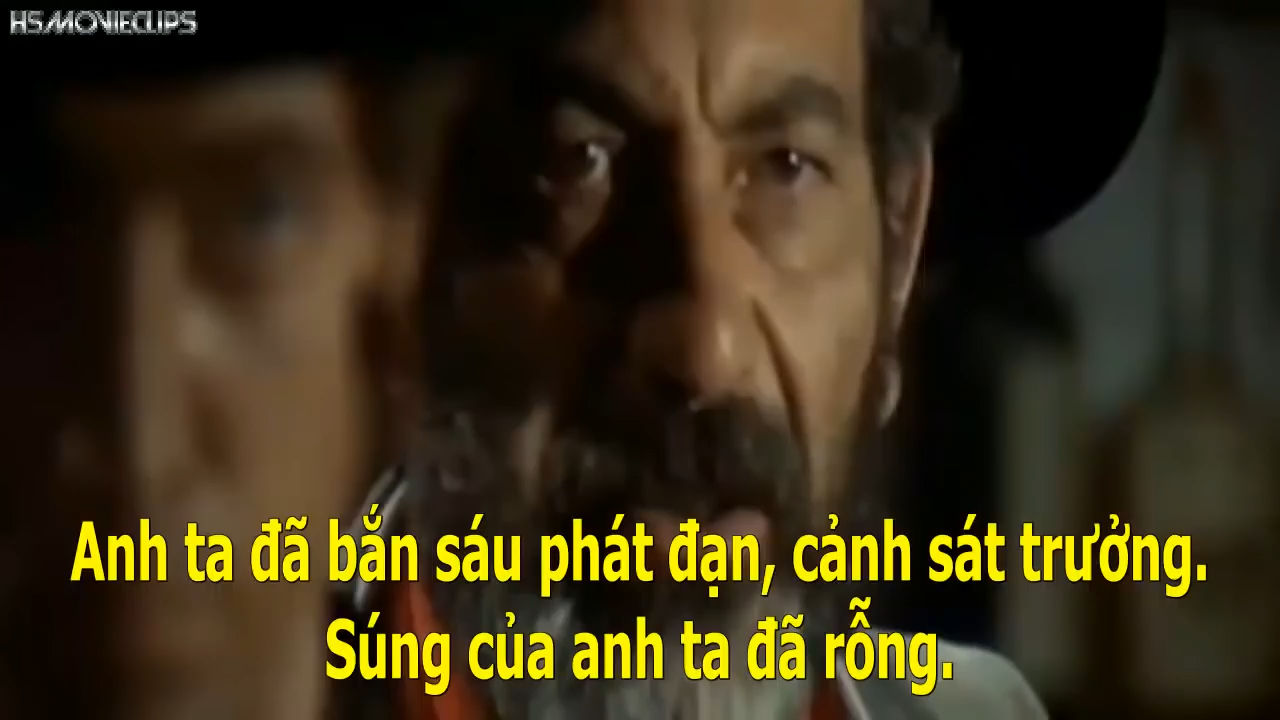 HSMOVIECLIPS
Anh ta đã bắn sáu phát đạn, cảnh sát trưởng.
Súng của anh ta đã rỗng.